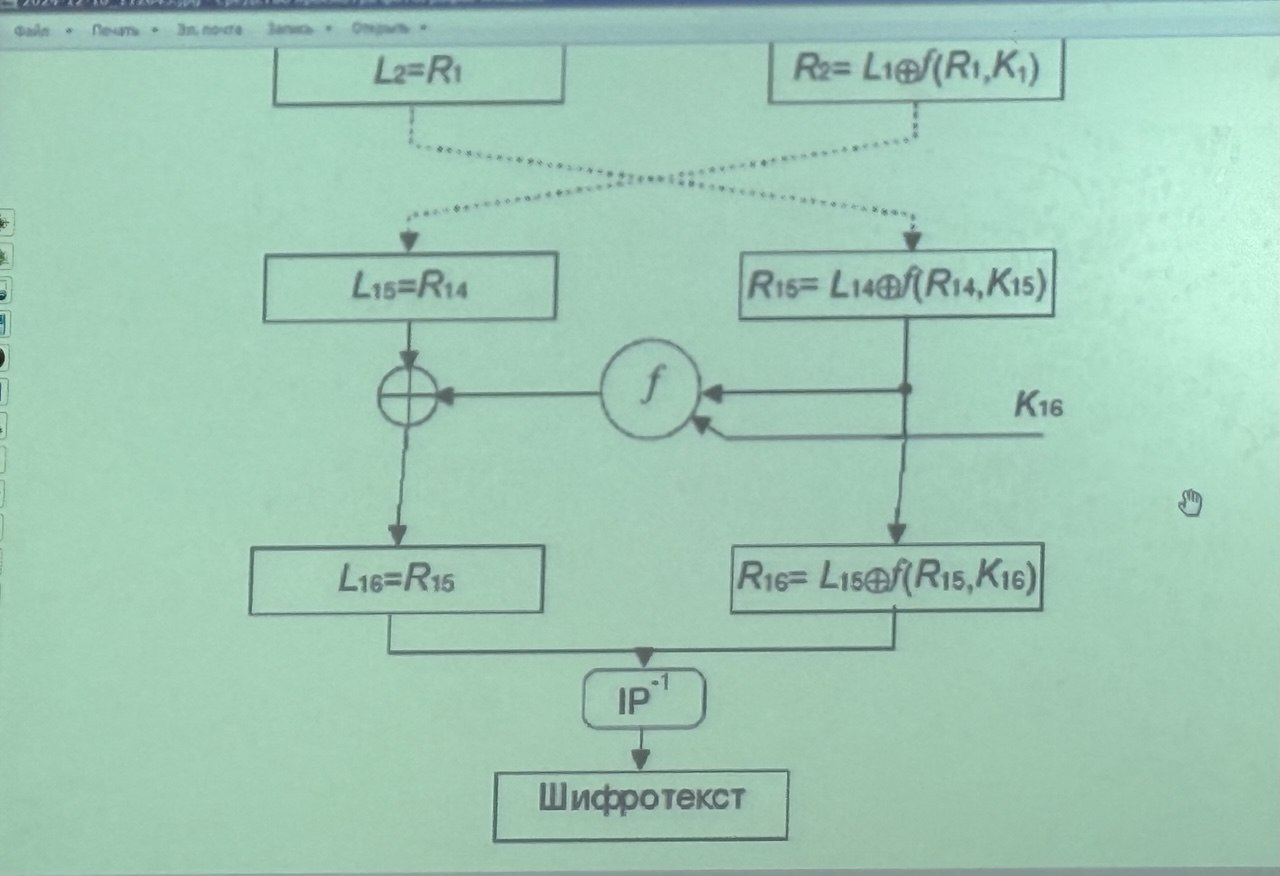 Файл Печать Эл. почта Запись Открыть
L2=R1
R2= L1⊕f(R1,K1)
L15=R14
R15= L14⊕f(R14,K15)
f
K16
L16=R15
R16= L15⊕f(R15,K16)
IP-1
Шифротекст